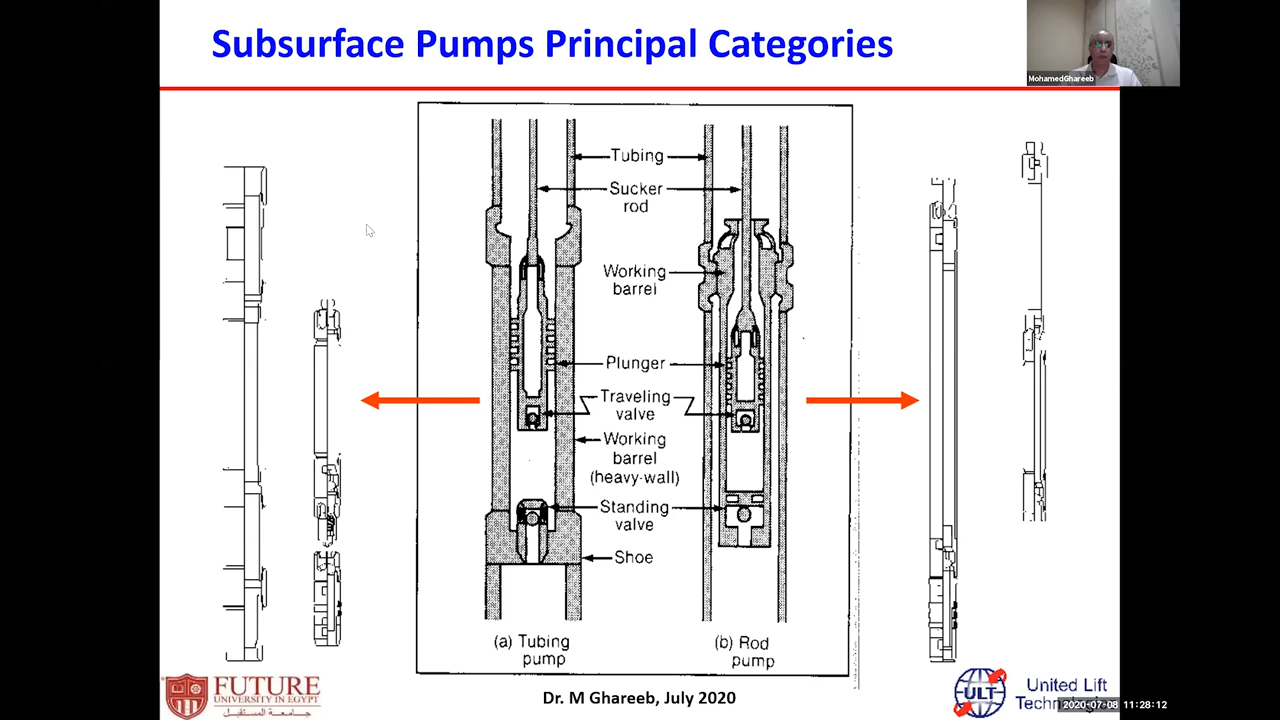 Subsurface Pumps Principal Categories
MohamedGhareeb
Tubing
Sucker
rod
Working
barrel
Plunger
Traveling
valve
Working
barrel
(heavy-wall)
Standing
valve
Shoe
(a) Tubing
pump
(b) Rod
pump
FUTURE
UNIVERSITY IN EGYPT
جامعة المستقبل
Dr. M Ghareeb, July 2020
ULT
United Lift
2020-07-08 11:28:12